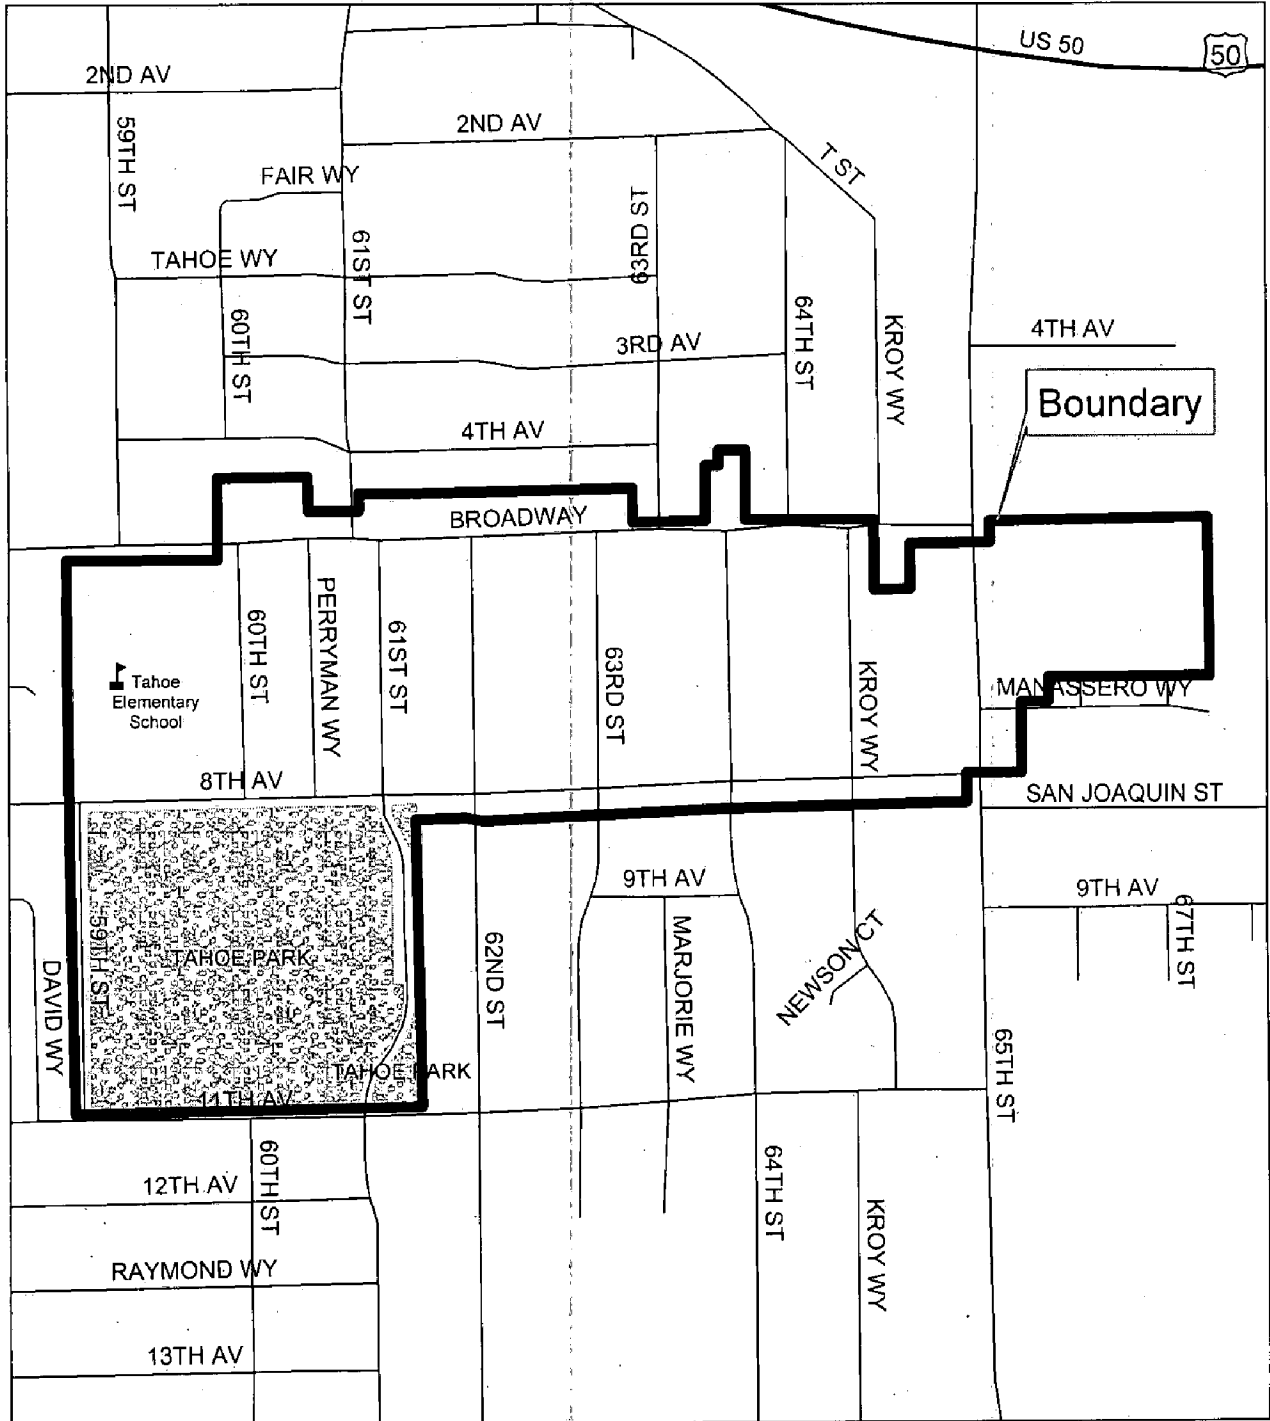 US 50
50
2ND AV
2ND AV
59TH ST
T ST
FAIR WY
63RD ST
61ST ST
TAHOE WY
60TH ST
64TH ST
KROY WY
4TH AV
3RD AV
Boundary
4TH AV
BROADWAY
60TH ST
PERRYMAN WY
61ST ST
63RD ST
KROY WY
Tahoe
Elementary
School
MANASSERO WY
8TH AV
SAN JOAQUIN ST
9TH AV
9TH AV
67TH ST
59TH ST
TAHOE PARK
62ND ST
MARJORIE WY
NEWSON CT
DAVID WY
65TH ST
TAHOE PARK
11TH AV
60TH ST
64TH ST
12TH AV
KROY WY
RAYMOND WY
13TH AV